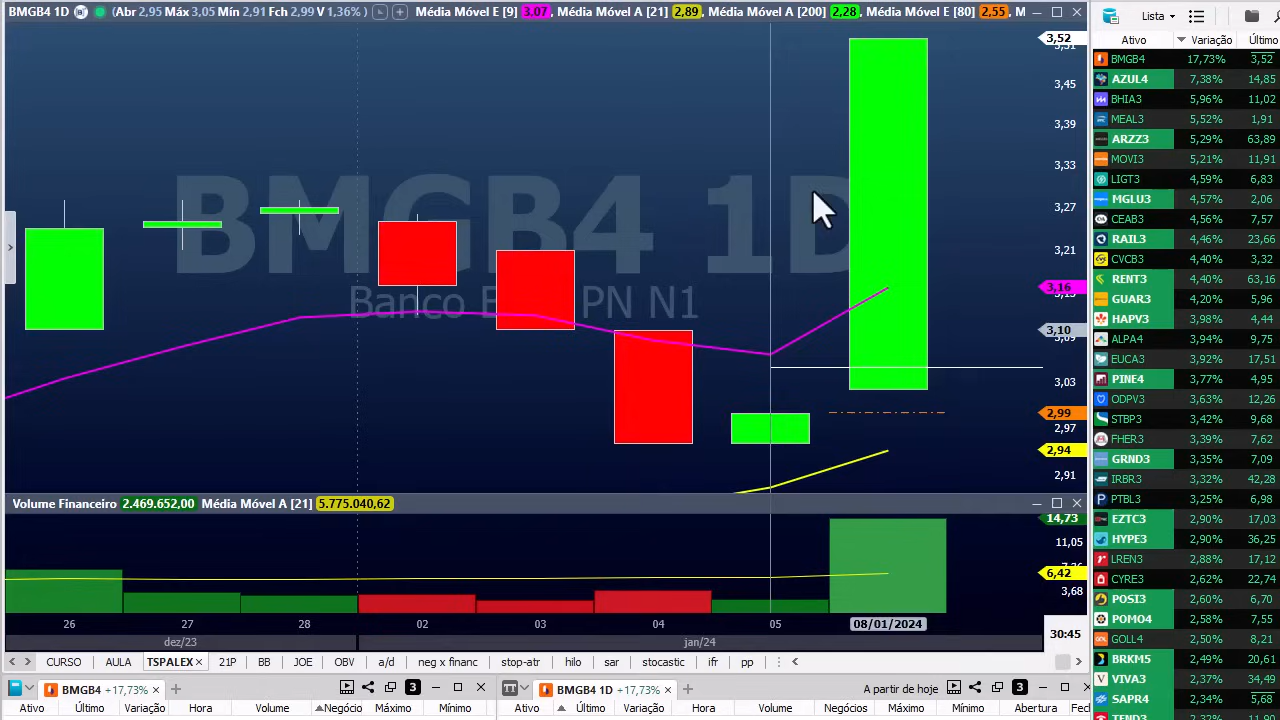 BMGB4 1D (Abr 2,95 Máx 3,05 Mín 2,91 Fch 2,99 V 1,36%) Média Móvel E [9] 3.07, Média Móvel A [21] 2,89), Média Móvel A [200] 2,28), Média Móvel E [80] 2,55), M
BMGB4 1D
PN N1
3,52
3,45
3,39
3,33
3,27
3,21
3,16
3,10
3,09
3,03
2,99
2,97
2,94
2,91
Volume Financeiro 2.469.652,00 Média Móvel A [21] 5.775.040,62
14,73
11,05
6,42
3,68
26 27 28 02 03 04 05 08/01/2024
30:45
dez/23 jan/24
CURSO AULA TSPALEX 21P BB JOE OBV a/d neg x financ stop-atr hilo sar stocastic ifr pp
BMGB4 +17,73%
3
BMGB4 1D +17,73%
A partir de hoje
3
Ativo Último Variação Hora Volume Negócio Máximo Mínimo
Ativo Último Variação Hora Volume Negócios Máximo Mínimo Abertura
Lista
Ativo Variação Último
BMGB4 17,73% 3,52
AZUL4 7,38% 14,85
BHIA3 5,96% 11,02
MEAL3 5,52% 1,91
ARZZ3 5,29% 63,89
MOVI3 5,21% 11,91
LIGT3 4,59% 6,83
MGLU3 4,57% 2,06
CEAB3 4,56% 7,57
RAIL3 4,46% 23,66
CVCB3 4,40% 3,32
RENT3 4,40% 63,16
GUAR3 4,20% 5,96
HAPV3 3,98% 4,44
ALPA4 3,94% 9,75
EUCA3 3,92% 17,51
PINE4 3,77% 4,95
ODPV3 3,63% 12,26
STBP3 3,42% 9,68
FHER3 3,39% 7,62
GRND3 3,35% 7,09
IRBR3 3,32% 42,28
PTBL3 3,25% 6,98
EZTC3 2,90% 17,03
HYPE3 2,90% 36,25
LREN3 2,88% 17,12
CYRE3 2,62% 22,74
POSI3 2,60% 6,70
POMO4 2,58% 7,55
GOLL4 2,50% 8,21
BRKM5 2,49% 20,61
VIVA3 2,37% 34,49
SAPR4 2,34% 5,68